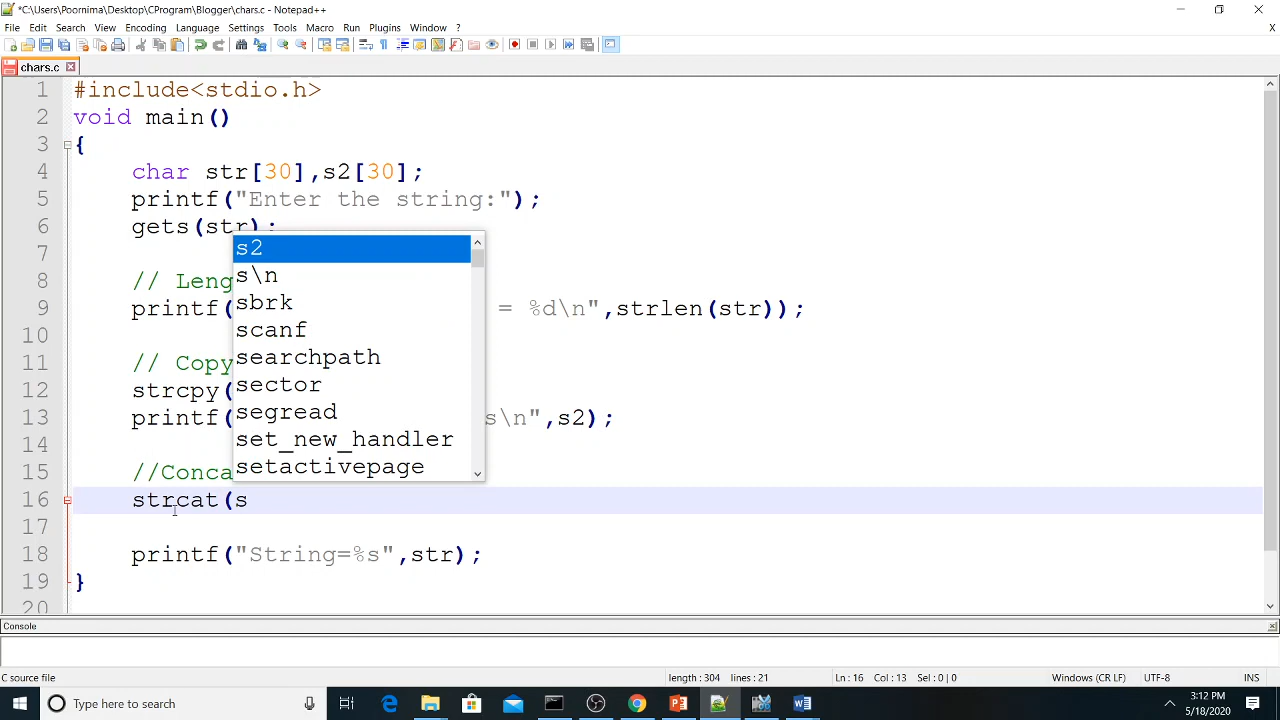 *C:\Users\Poornima\Desktop\CProgram\Blogger\chars.c - Notepad++
File Edit Search View Encoding Language Settings Tools Macro Run Plugins Window ?
X
chars.c
1 #include<stdio.h>
2 void main()
3 {
4 char str[30],s2[30];
5 printf("Enter the string:");
6 gets(str);
7
8 // Leng
9 printf( = %d\n",strlen(str));
10
11 // Copy
12 strcpy(
13 printf( s\n",s2);
14
15 //Conca
16 strcat(s
17
18 printf("String=%s",str);
19 }
20
s2
s\n
sbrk
scanf
searchpath
sector
segread
set_new_handler
setactivepage
Console
C source file length : 304 lines : 21 Ln : 16 Col : 13 Sel : 0 | 0 Windows (CR LF) UTF-8 INS
Type here to search
3:12 PM
5/18/2020